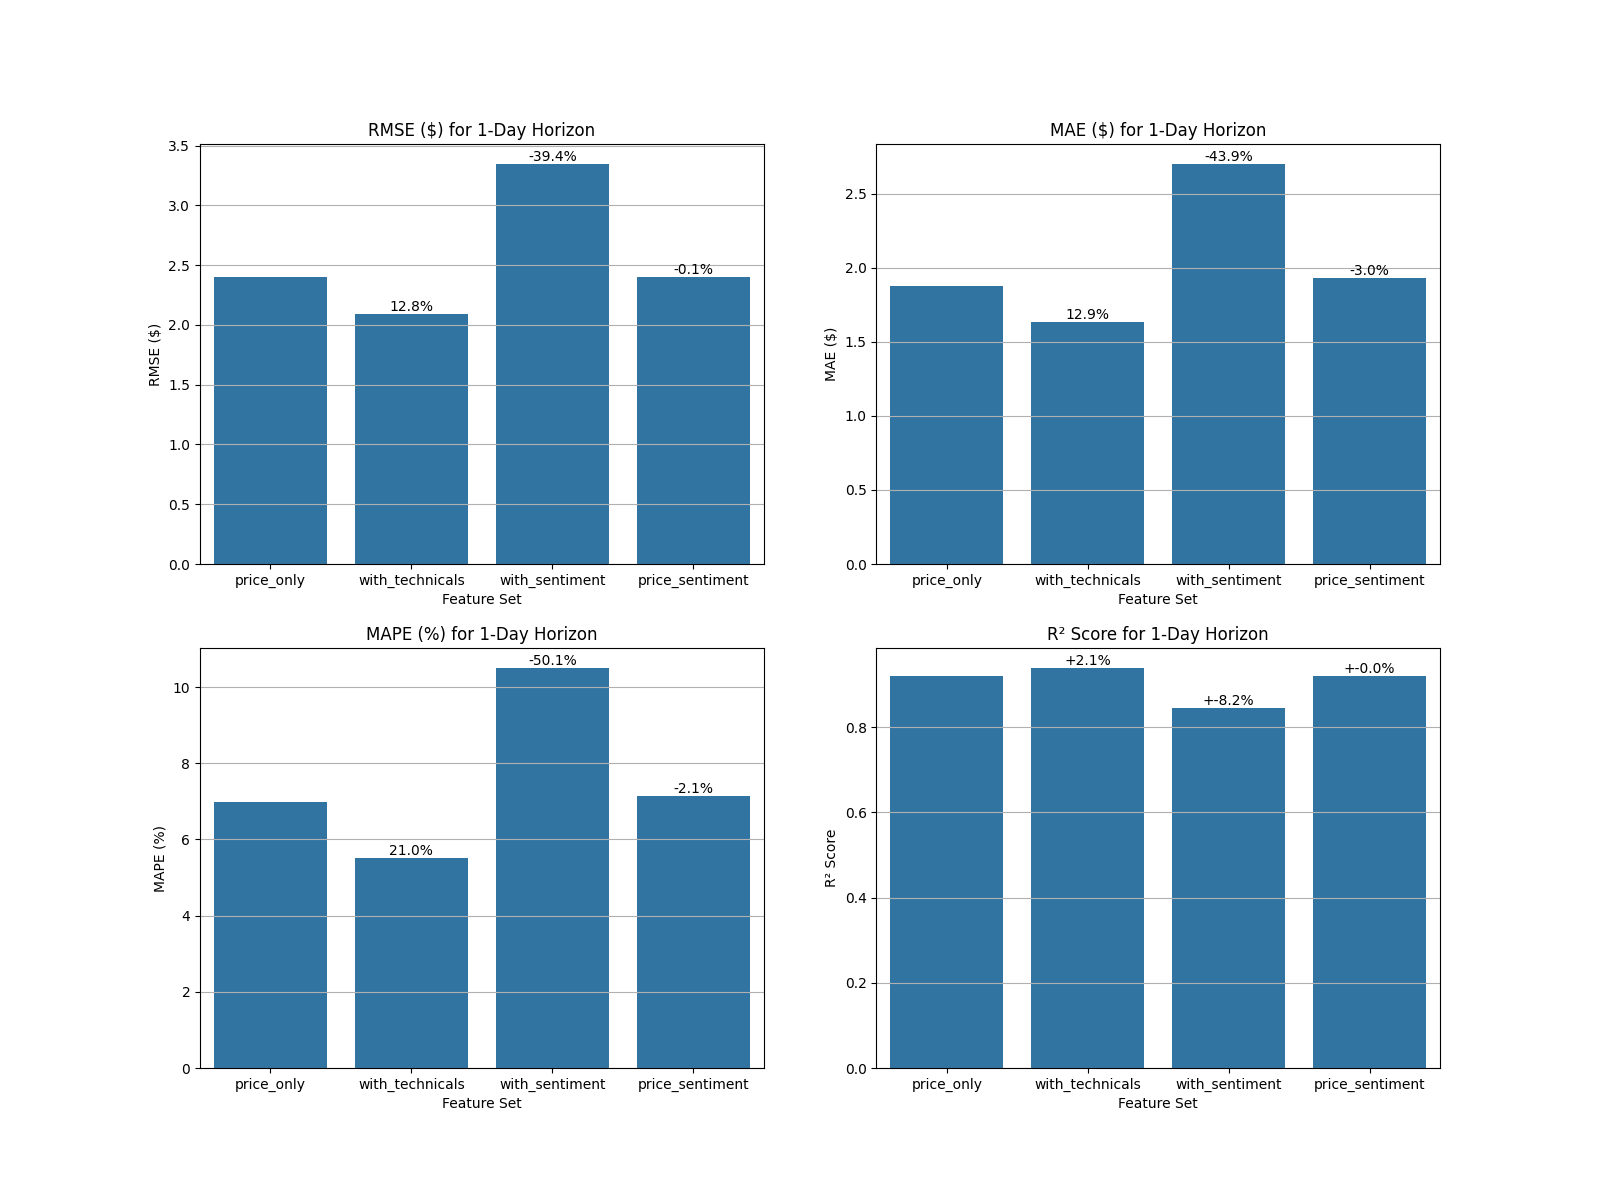 RMSE ($) for 1-Day Horizon
3.5
3.0
2.5
2.0
1.5
1.0
0.5
0.0
RMSE ($)
12.8%
-39.4%
-0.1%
price_only with_technicals with_sentiment price_sentiment
Feature Set
MAE ($) for 1-Day Horizon
2.5
2.0
1.5
1.0
0.5
0.0
MAE ($)
12.9%
-43.9%
-3.0%
price_only with_technicals with_sentiment price_sentiment
Feature Set
MAPE (%) for 1-Day Horizon
10
8
6
4
2
0
MAPE (%)
21.0%
-50.1%
-2.1%
price_only with_technicals with_sentiment price_sentiment
Feature Set
R² Score for 1-Day Horizon
0.8
0.6
0.4
0.2
0.0
R² Score
+2.1%
+-8.2%
+-0.0%
price_only with_technicals with_sentiment price_sentiment
Feature Set